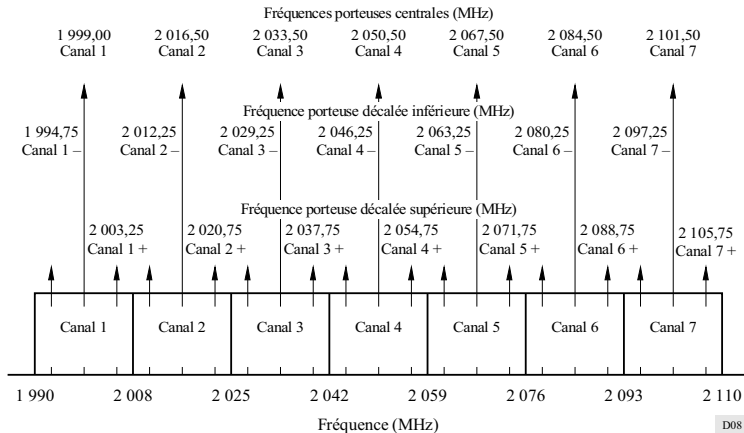 Fréquences porteuses centrales (MHz)
1 999,00 2 016,50 2 033,50 2 050,50 2 067,50 2 084,50 2 101,50
Canal 1 Canal 2 Canal 3 Canal 4 Canal 5 Canal 6 Canal 7
Fréquence porteuse décalée inférieure (MHz)
1 994,75 2 012,25 2 029,25 2 046,25 2 063,25 2 080,25 2 097,25
Canal 1 – Canal 2 – Canal 3 – Canal 4 – Canal 5 – Canal 6 – Canal 7 –
Fréquence porteuse décalée supérieure (MHz)
2 003,25 2 020,75 2 037,75 2 054,75 2 071,75 2 088,75 2 105,75
Canal 1 + Canal 2 + Canal 3 + Canal 4 + Canal 5 + Canal 6 + Canal 7 +
Canal 1 Canal 2 Canal 3 Canal 4 Canal 5 Canal 6 Canal 7
1 990 2 008 2 025 2 042 2 059 2 076 2 093 2 110
Fréquence (MHz)
D08